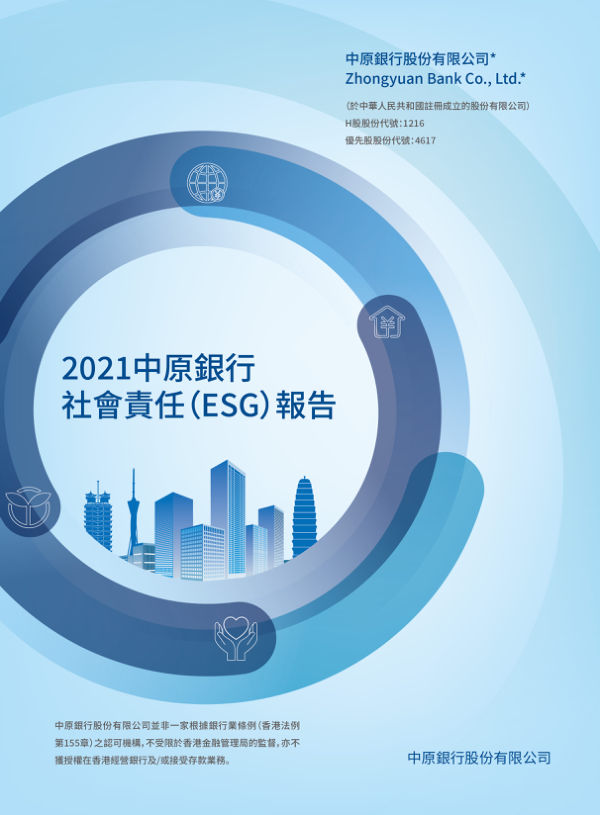 中原銀行股份有限公司*
Zhongyuan Bank Co., Ltd.*
（於中華人民共和國註冊成立的股份有限公司）
H股股份代號：1216
優先股股份代號：4617
2021中原銀行
社會責任（ESG）報告
中原銀行股份有限公司並非一家根據銀行業條例（香港法例
第155章）之認可機構，不受限於香港金融管理局的監督，亦不
獲授權在香港經營銀行及/或接受存款業務。
中原銀行股份有限公司